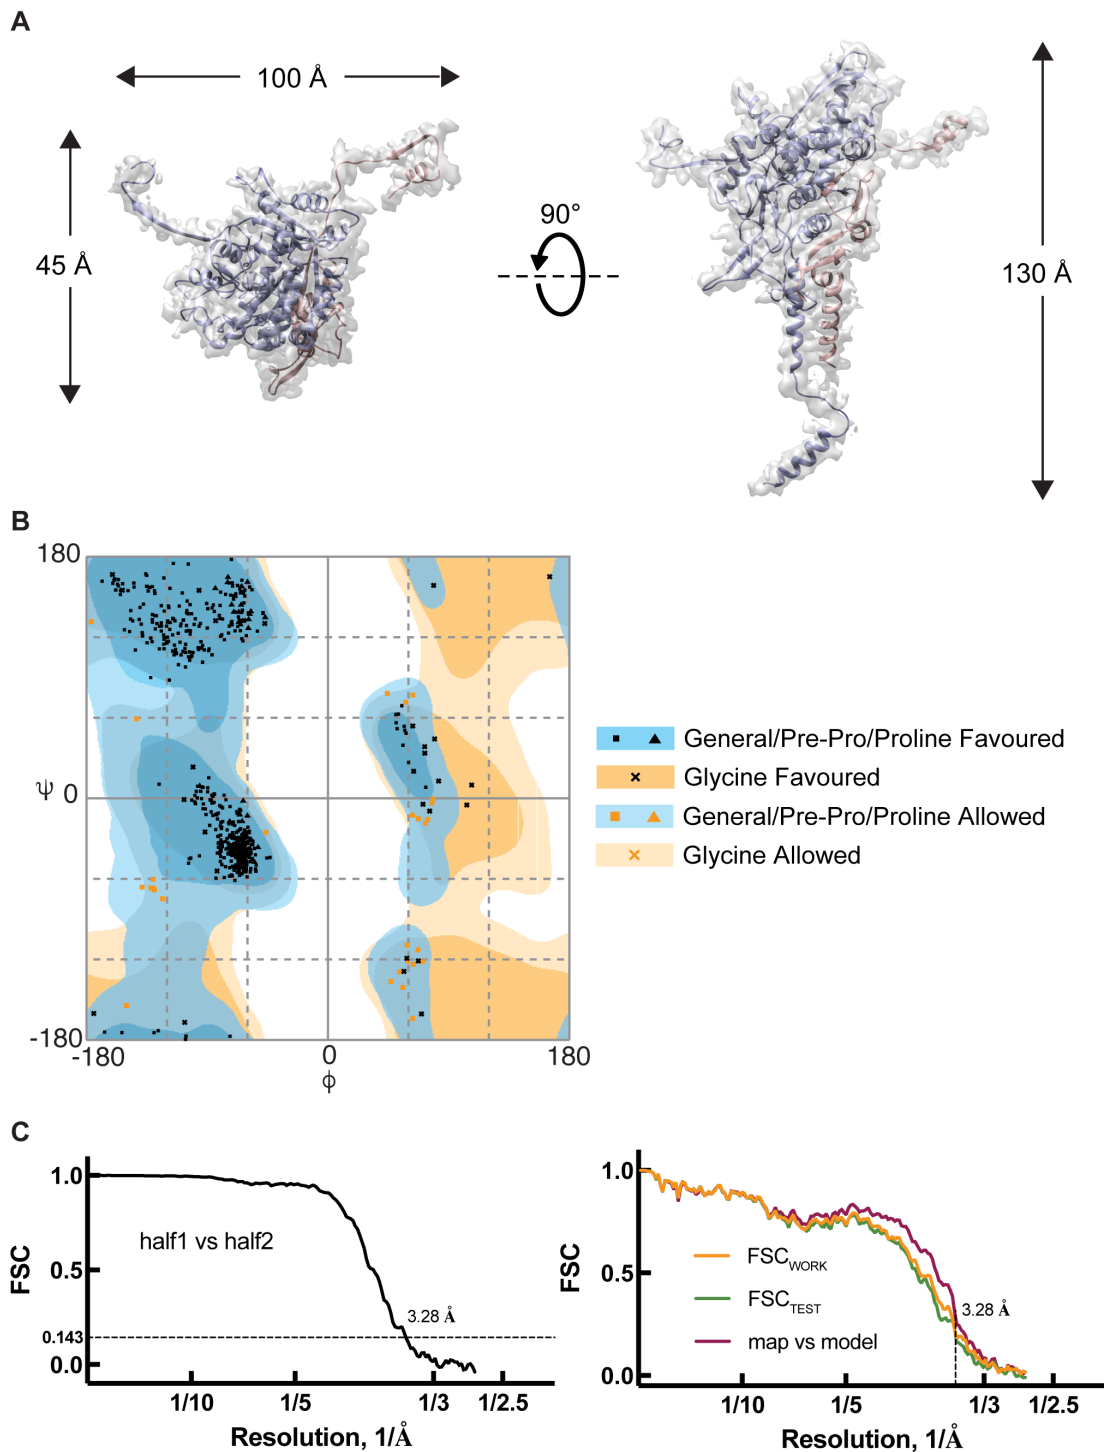 A
100 Å
45 Å
90°
130 Å
B
180
ψ 0
-180
-180 0 180
ϕ
General/Pre-Pro/Proline Favoured
Glycine Favoured
General/Pre-Pro/Proline Allowed
Glycine Allowed
C
FSC
1.0
0.5
0.143
0.0
half1 vs half2
3.28 Å
1/10 1/5 1/3 1/2.5
Resolution, 1/Å
FSC
1.0
0.5
0.0
FSCWORK
FSCTEST
map vs model
3.28 Å
1/10 1/5 1/3 1/2.5
Resolution, 1/Å